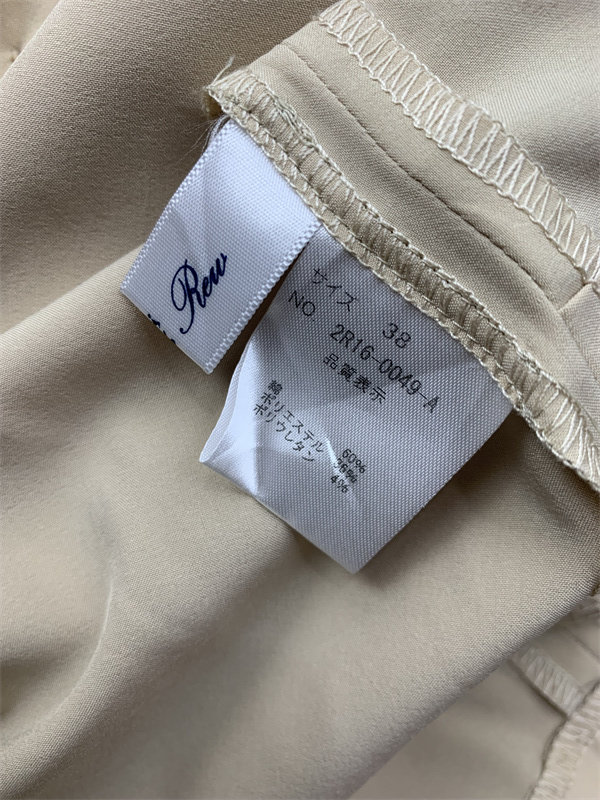 Rew
サイズ 38
NO 2R16-0049-A
品質表示
綿 60%
ポリエステル 36%
ポリウレタン 4%